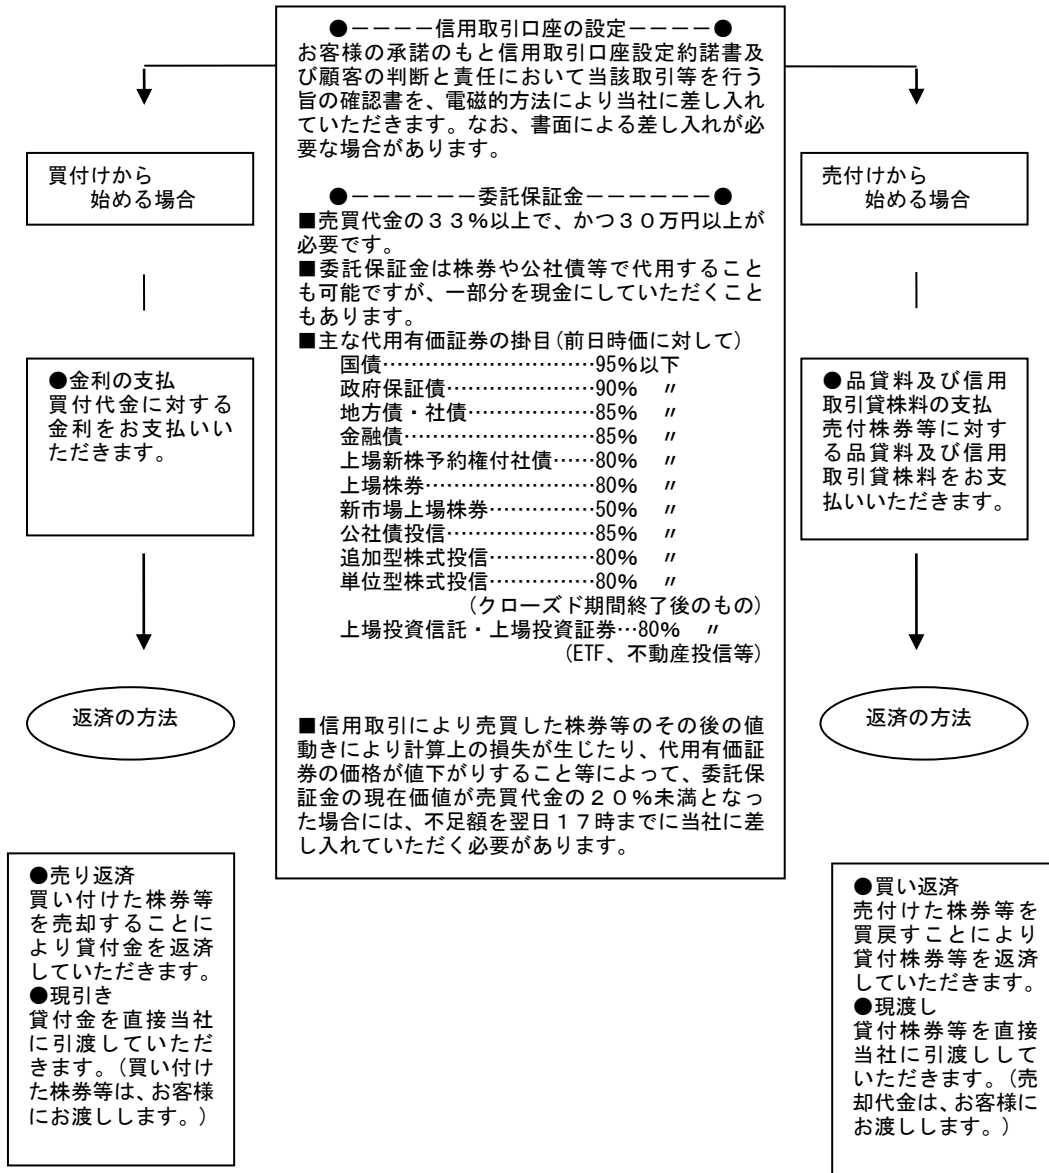 ●－－－－信用取引口座の設定－－－－●
お客様の承諾のもと信用取引口座設定約諾書及
び顧客の判断と責任において当該取引等を行う
旨の確認書を、電磁的方法により当社に差し入れ
ていただきます。なお、書面による差し入れが必
要な場合があります。
●－－－－－－委託保証金－－－－－－●
■売買代金の３３%以上で、かつ３０万円以上が
必要です。
■委託保証金は株券や公社債等で代用すること
も可能ですが、一部分を現金にしていただくこと
もあります。
■主な代用有価証券の掛目(前日時価に対して)
国債…………………………95%以下
政府保証債…………………90%　〃
地方債・社債………………85%　〃
金融債………………………85%　〃
上場新株予約権付社債……80%　〃
上場株券……………………80%　〃
新市場上場株券……………50%　〃
公社債投信…………………85%　〃
追加型株式投信……………80%　〃
単位型株式投信……………80%　〃
(クローズド期間終了後のもの)
上場投資信託・上場投資証券…80%　〃
(ETF、不動産投信等)
■信用取引により売買した株券等のその後の値
動きにより計算上の損失が生じたり、代用有価証
券の価格が値下がりすること等によって、委託保
証金の現在価値が売買代金の２０%未満となっ
た場合には、不足額を翌日１７時までに当社に差
し入れていただく必要があります。
買付けから
始める場合
●金利の支払
買付代金に対する
金利をお支払いい
ただきます。
返済の方法
●売り返済
買い付けた株券等
を売却することに
より貸付金を返済
していただきます。
●現引き
貸付金を直接当社
に引渡していただ
きます。(買い付け
た株券等は、お客様
にお渡しします。)
売付けから
始める場合
●品貸料及び信用
取引貸株料の支払
売付株券等に対す
る品貸料及び信用
取引貸株料をお支
払いいただきます。
返済の方法
●買い返済
売付けた株券等を
買戻すことにより
貸付株券等を返済
していただきます。
●現渡し
貸付株券等を直接
当社に引渡しして
いただきます。(売
却代金は、お客様に
お渡しします。)